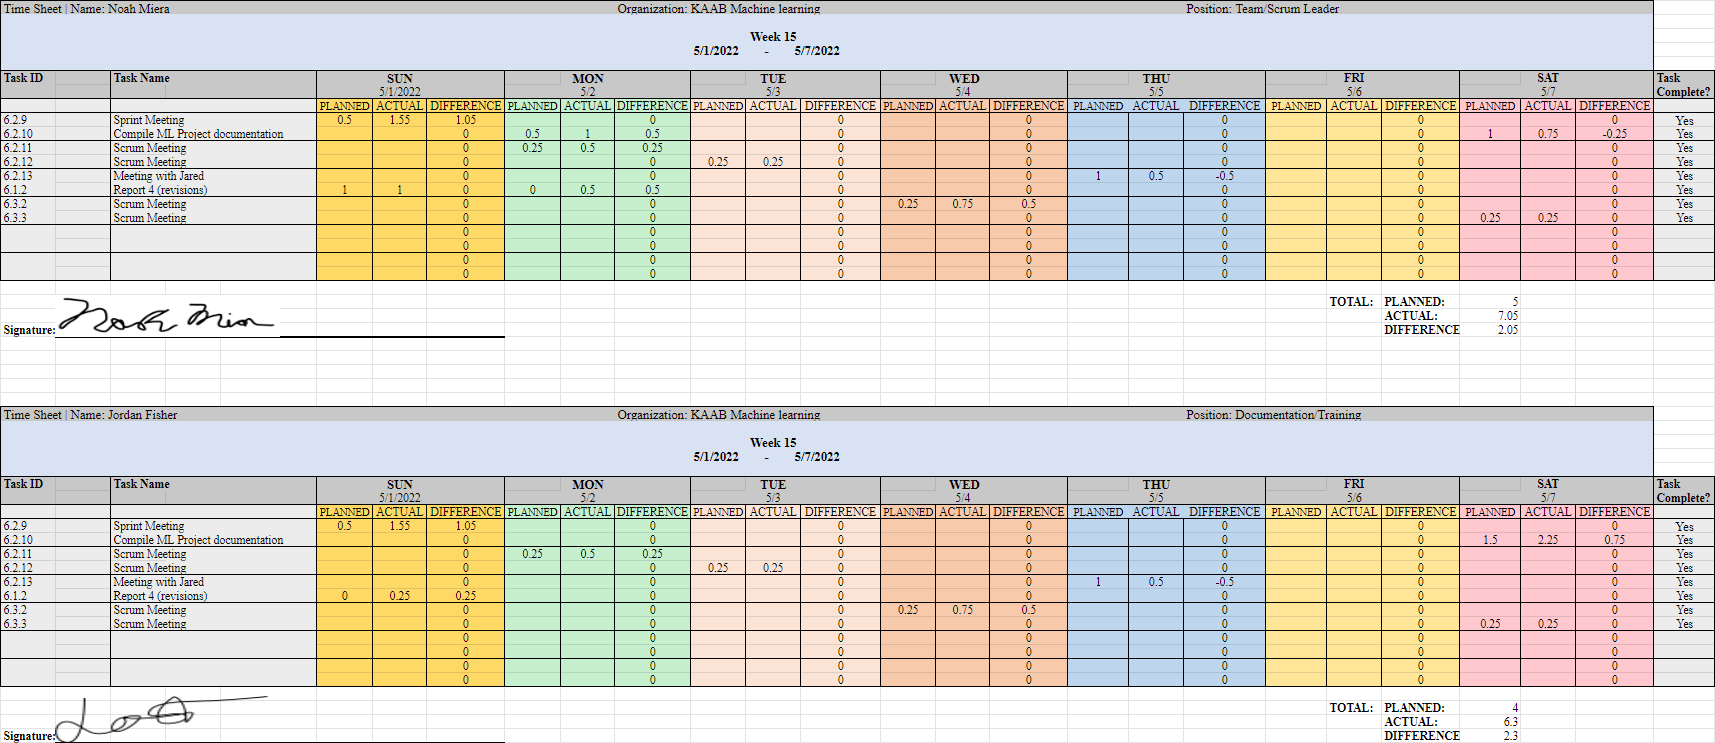 Time Sheet | Name: Noah Miera Organization: KAAB Machine learning Position: Team/Scrum Leader
Week 15
5/1/2022 - 5/7/2022
Task ID Task Name SUN MON TUE WED THU FRI SAT Task
5/1/2022 5/2 5/3 5/4 5/5 5/6 5/7 Complete?
PLANNED ACTUAL DIFFERENCE PLANNED ACTUAL DIFFERENCE PLANNED ACTUAL DIFFERENCE PLANNED ACTUAL DIFFERENCE PLANNED ACTUAL DIFFERENCE PLANNED ACTUAL DIFFERENCE PLANNED ACTUAL DIFFERENCE
6.2.9 Sprint Meeting 0.5 1.55 1.05 0 0 0 0 0 0 Yes
6.2.10 Compile ML Project documentation 0 0.5 1 0.5 0 0 0 0 1 0.75 -0.25 Yes
6.2.11 Scrum Meeting 0 0.25 0.5 0.25 0 0 0 0 0 Yes
6.2.12 Scrum Meeting 0 0 0.25 0.25 0 0 0 0 0 Yes
6.2.13 Meeting with Jared 0 0 0 0 1 0.5 -0.5 0 0 Yes
6.1.2 Report 4 (revisions) 1 1 0 0 0.5 0.5 0 0 0 0 0 Yes
6.3.2 Scrum Meeting 0 0 0 0.25 0.75 0.5 0 0 0 Yes
6.3.3 Scrum Meeting 0 0 0 0 0 0 0.25 0.25 0 Yes
0 0 0 0 0 0 0
0 0 0 0 0 0 0
0 0 0 0 0 0 0
0 0 0 0 0 0 0
TOTAL: PLANNED: 5
ACTUAL: 7.05
Signature: Noah Miera DIFFERENCE 2.05
Time Sheet | Name: Jordan Fisher Organization: KAAB Machine learning Position: Documentation/Training
Week 15
5/1/2022 - 5/7/2022
Task ID Task Name SUN MON TUE WED THU FRI SAT Task
5/1/2022 5/2 5/3 5/4 5/5 5/6 5/7 Complete?
PLANNED ACTUAL DIFFERENCE PLANNED ACTUAL DIFFERENCE PLANNED ACTUAL DIFFERENCE PLANNED ACTUAL DIFFERENCE PLANNED ACTUAL DIFFERENCE PLANNED ACTUAL DIFFERENCE PLANNED ACTUAL DIFFERENCE
6.2.9 Sprint Meeting 0.5 1.55 1.05 0 0 0 0 0 0 Yes
6.2.10 Compile ML Project documentation 0 0 0 0 0 0 1.5 2.25 0.75 Yes
6.2.11 Scrum Meeting 0 0.25 0.5 0.25 0 0 0 0 0 Yes
6.2.12 Scrum Meeting 0 0 0.25 0.25 0 0 0 0 0 Yes
6.2.13 Meeting with Jared 0 0 0 0 1 0.5 -0.5 0 0 Yes
6.1.2 Report 4 (revisions) 0 0.25 0.25 0 0 0 0 0 0 Yes
6.3.2 Scrum Meeting 0 0 0 0.25 0.75 0.5 0 0 0 Yes
6.3.3 Scrum Meeting 0 0 0 0 0 0 0.25 0.25 0 Yes
0 0 0 0 0 0 0
0 0 0 0 0 0 0
0 0 0 0 0 0 0
0 0 0 0 0 0 0
TOTAL: PLANNED: 4
ACTUAL: 6.3
Signature: DIFFERENCE 2.3